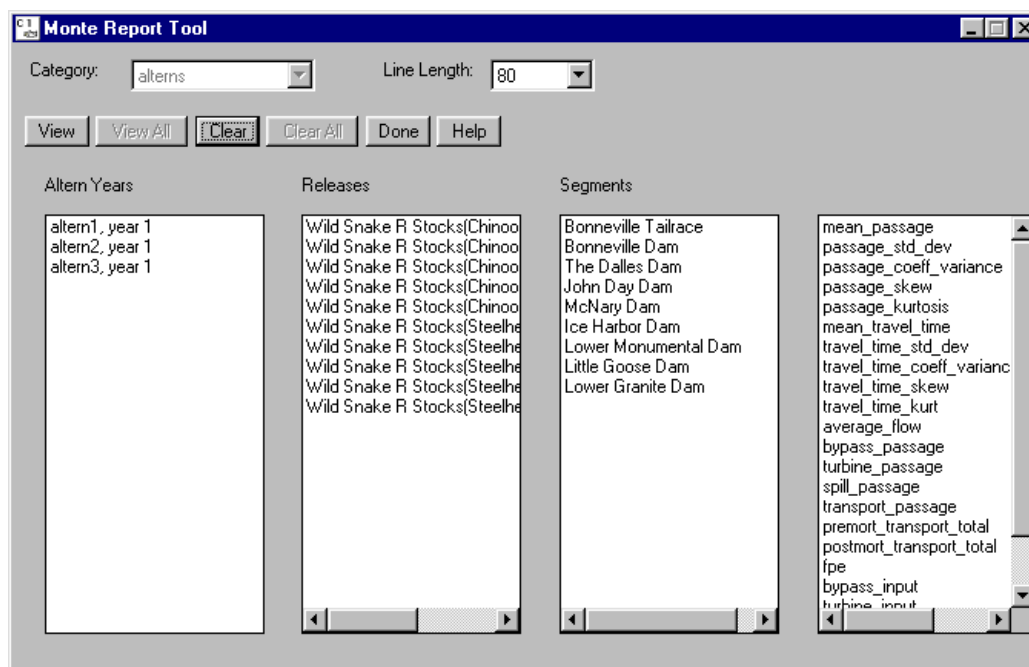 Monte Report Tool
Category: alterns Line Length: 80
View View All Clear Clear All Done Help
Altern Years
altern1, year 1
altern2, year 1
altern3, year 1
Releases
Wild Snake R Stocks(Chinoo
Wild Snake R Stocks(Chinoo
Wild Snake R Stocks(Chinoo
Wild Snake R Stocks(Chinoo
Wild Snake R Stocks(Chinoo
Wild Snake R Stocks(Steelhe
Wild Snake R Stocks(Steelhe
Wild Snake R Stocks(Steelhe
Wild Snake R Stocks(Steelhe
Wild Snake R Stocks(Steelhe
Segments
Bonneville Tailrace
Bonneville Dam
The Dalles Dam
John Day Dam
McNary Dam
Ice Harbor Dam
Lower Monumental Dam
Little Goose Dam
Lower Granite Dam
mean_passage
passage_std_dev
passage_coeff_variance
passage_skew
passage_kurtosis
mean_travel_time
travel_time_std_dev
travel_time_coeff_varianc
travel_time_skew
travel_time_kurt
average_flow
bypass_passage
turbine_passage
spill_passage
transport_passage
premort_transport_total
postmort_transport_total
fpe
bypass_input
turbine_input